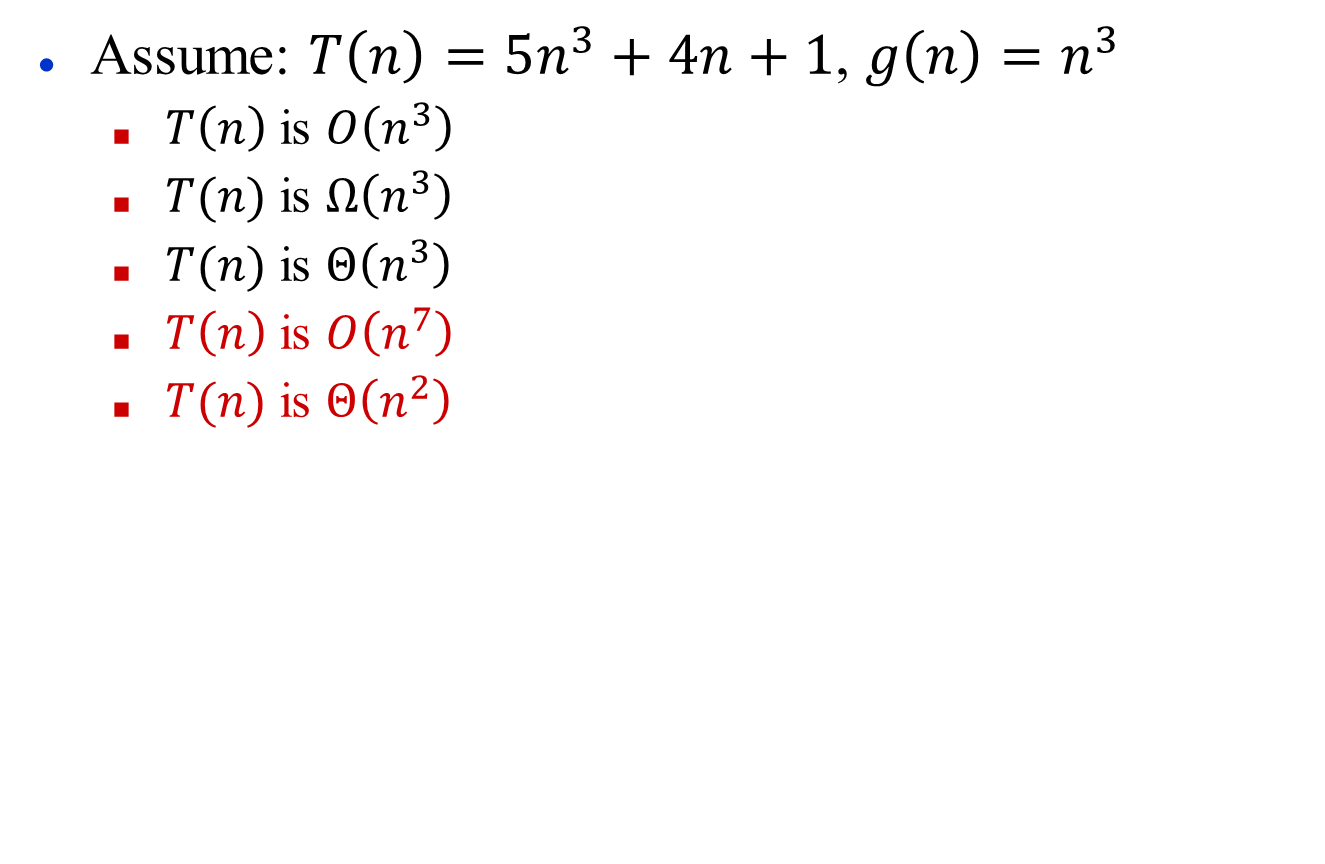 • Assume: T(n) = 5n³ + 4n + 1, g(n) = n³
▪ T(n) is O(n³)
▪ T(n) is Ω(n³)
▪ T(n) is Θ(n³)
▪ T(n) is O(n⁷)
▪ T(n) is Θ(n²)